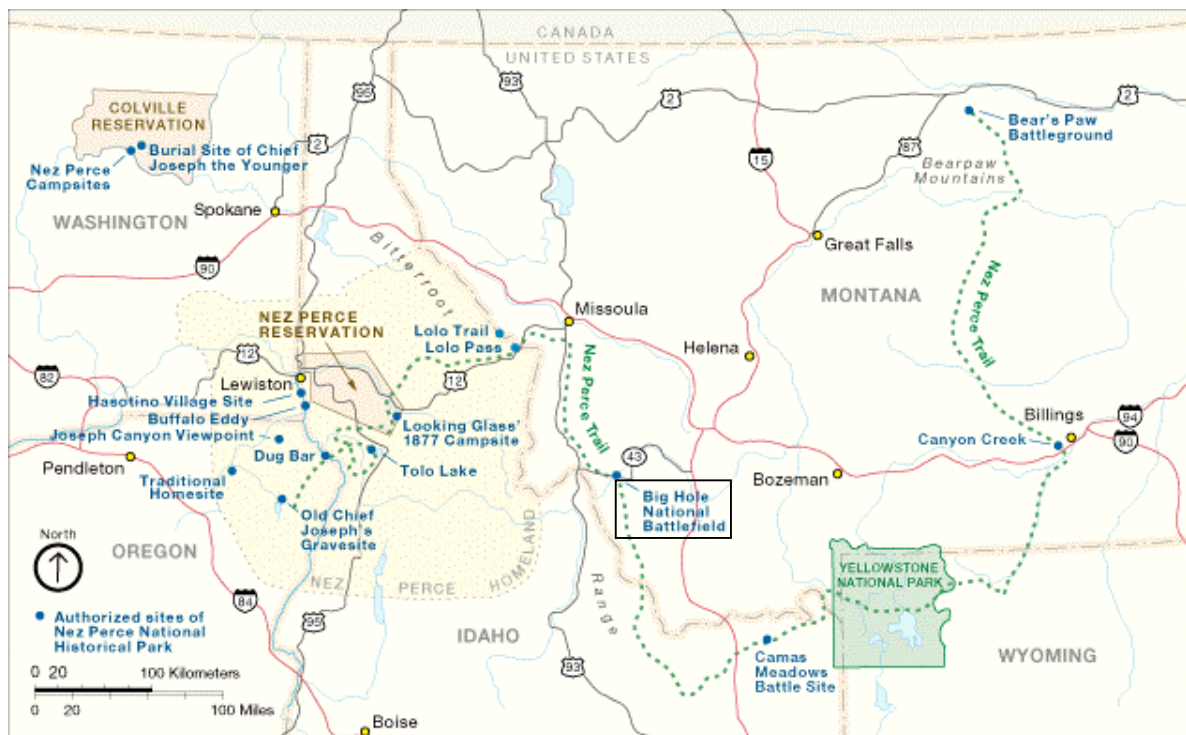 CANADA
UNITED STATES
95
93
2
2
COLVILLE
RESERVATION
Bear's Paw
Battleground
Burial Site of Chief
Joseph the Younger
2
15
87
Nez Perce
Campsites
Bearpaw
Mountains
WASHINGTON
Spokane
Great Falls
90
Bitterroot
Nez Perce Trail
MONTANA
NEZ PERCE
RESERVATION
Missoula
Lolo Trail
Lolo Pass
Helena
12
12
82
Lewiston
Nez Perce Trail
Hasotino Village Site
Buffalo Eddy
Joseph Canyon Viewpoint
Looking Glass'
1877 Campsite
Billings
94
90
Canyon Creek
Pendleton
Dug Bar
Tolo Lake
43
Bozeman
Traditional
Homesite
Big Hole
National
Battlefield
Old Chief
Joseph's
Gravesite
North
OREGON
NEZ PERCE HOMELAND
YELLOWSTONE
NATIONAL PARK
84
Range
Authorized sites of
Nez Perce National
Historical Park
95
IDAHO
93
Camas
Meadows
Battle Site
WYOMING
0 20 100 Kilometers
0 20 100 Miles
Boise